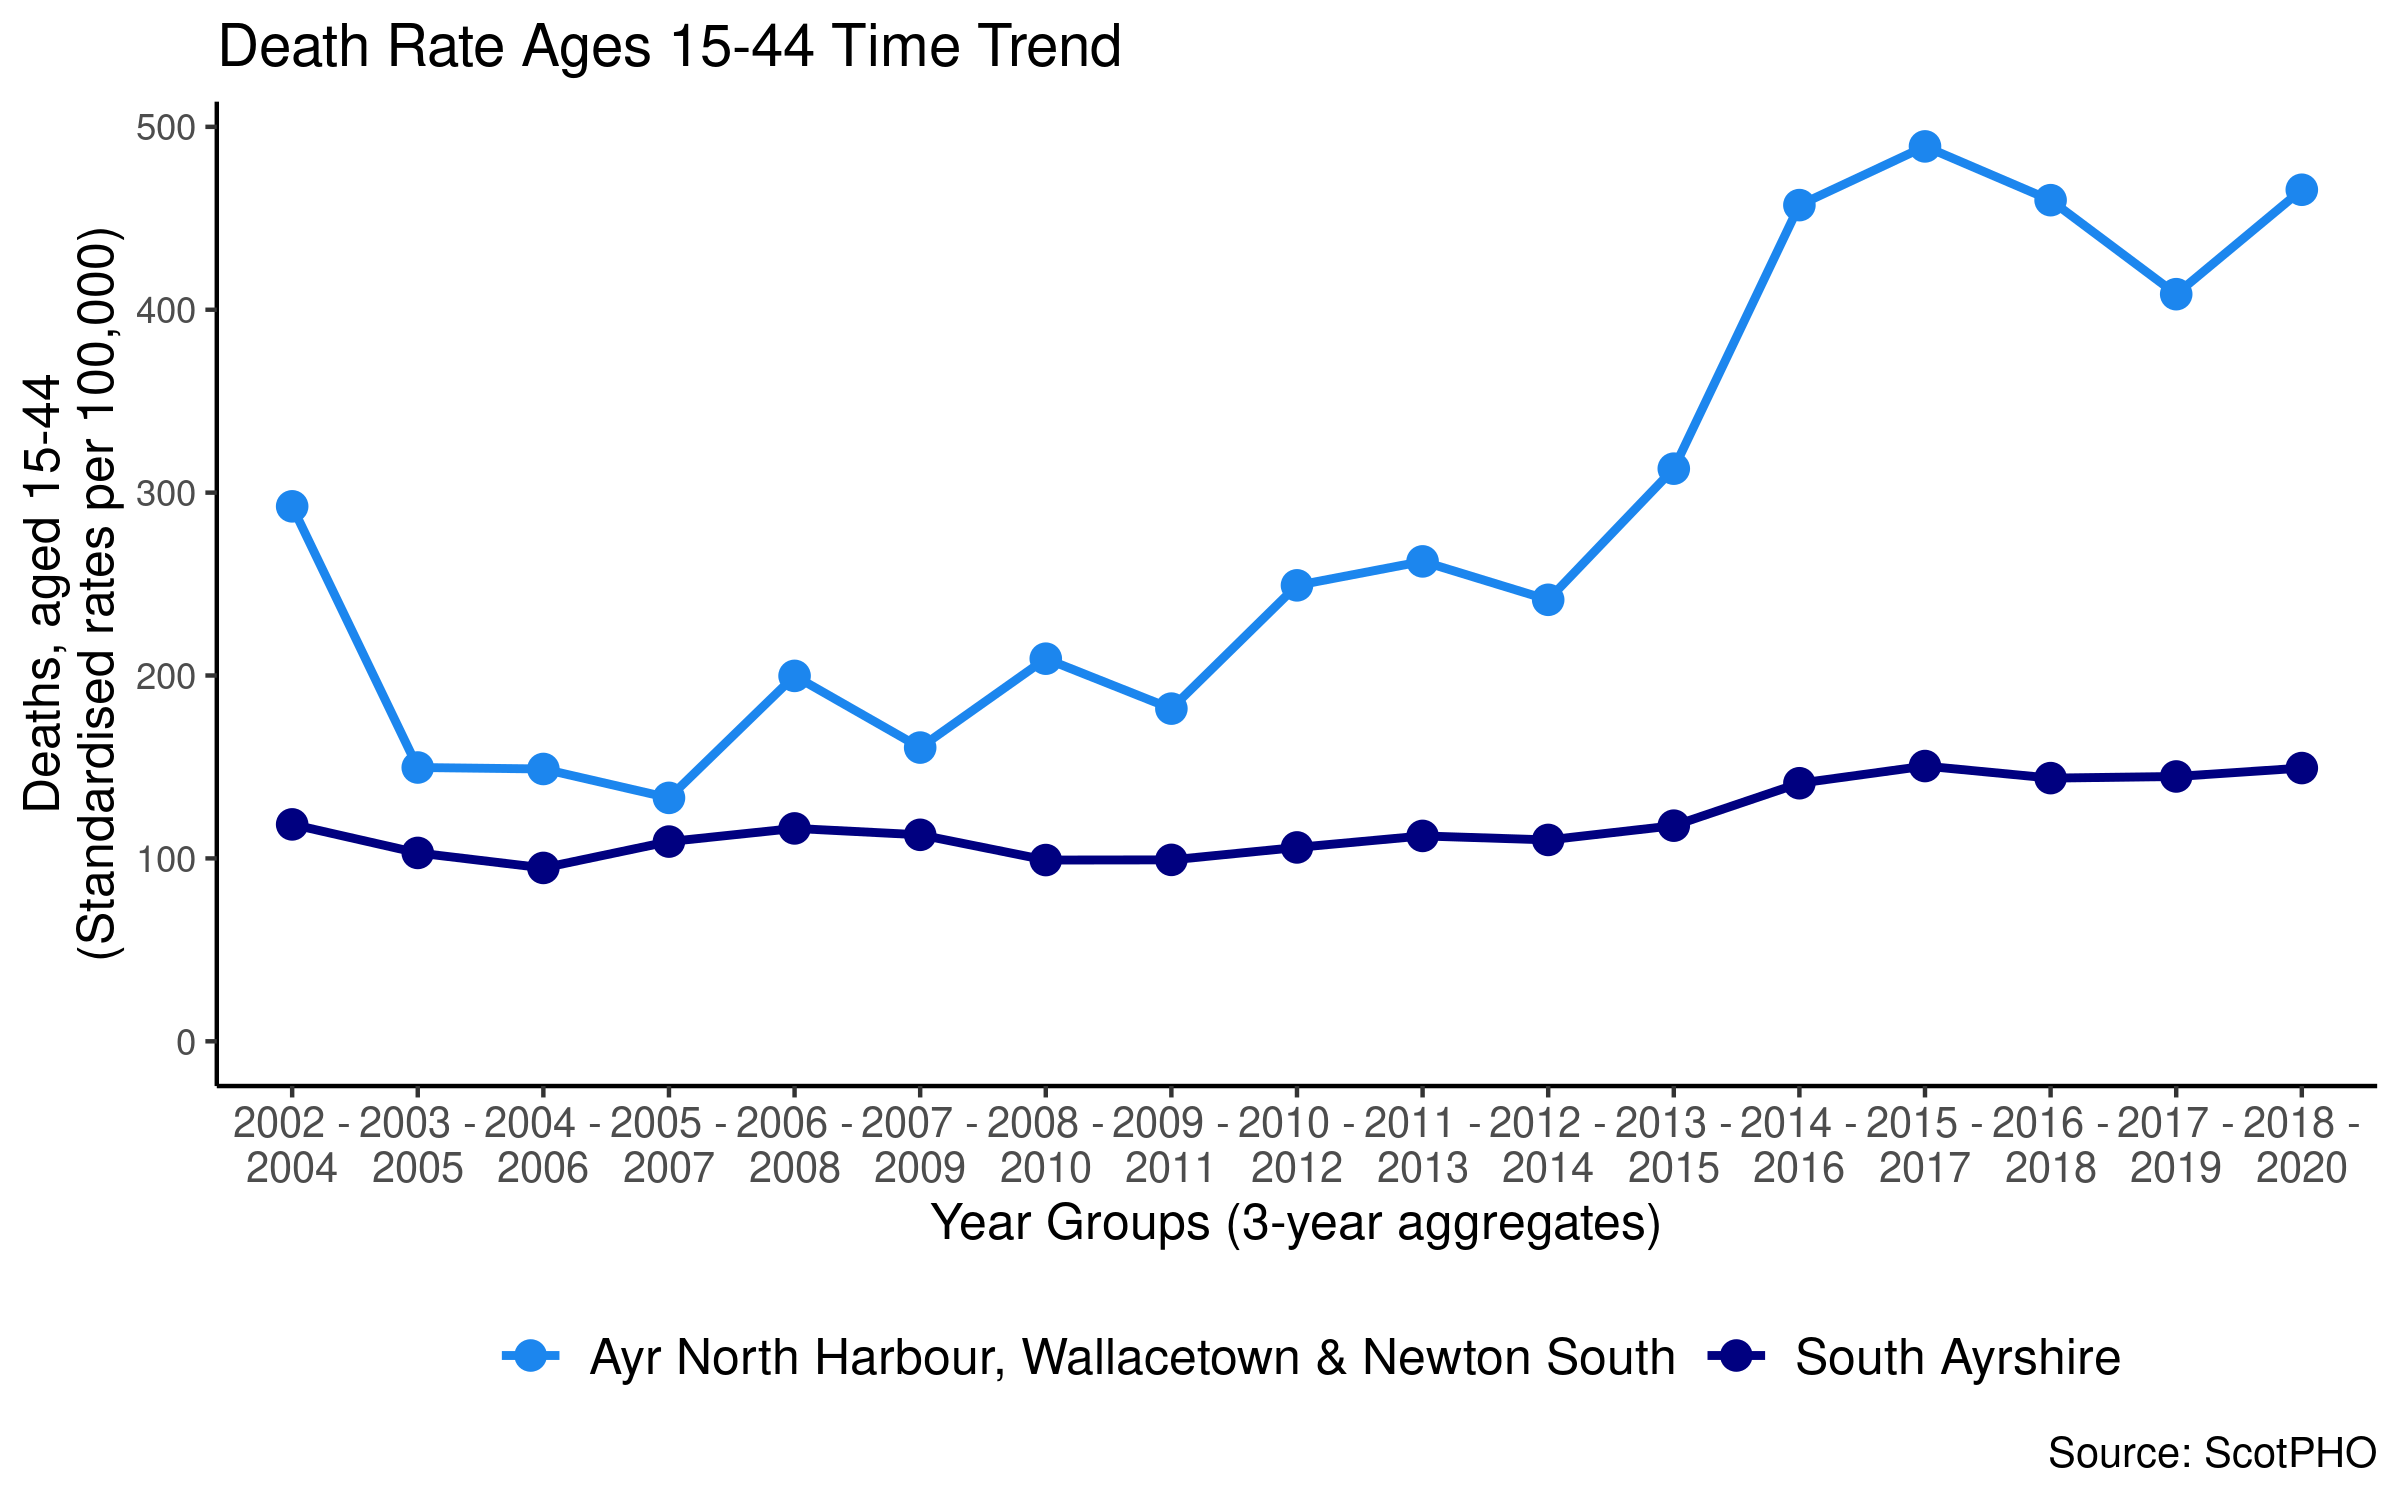 Death Rate Ages 15-44 Time Trend
Deaths, aged 15-44
(Standardised rates per 100,000)
500
400
300
200
100
0
2002 - 2003 - 2004 - 2005 - 2006 - 2007 - 2008 - 2009 - 2010 - 2011 - 2012 - 2013 - 2014 - 2015 - 2016 - 2017 - 2018 -
2004 2005 2006 2007 2008 2009 2010 2011 2012 2013 2014 2015 2016 2017 2018 2019 2020
Year Groups (3-year aggregates)
Ayr North Harbour, Wallacetown & Newton South South Ayrshire
Source: ScotPHO